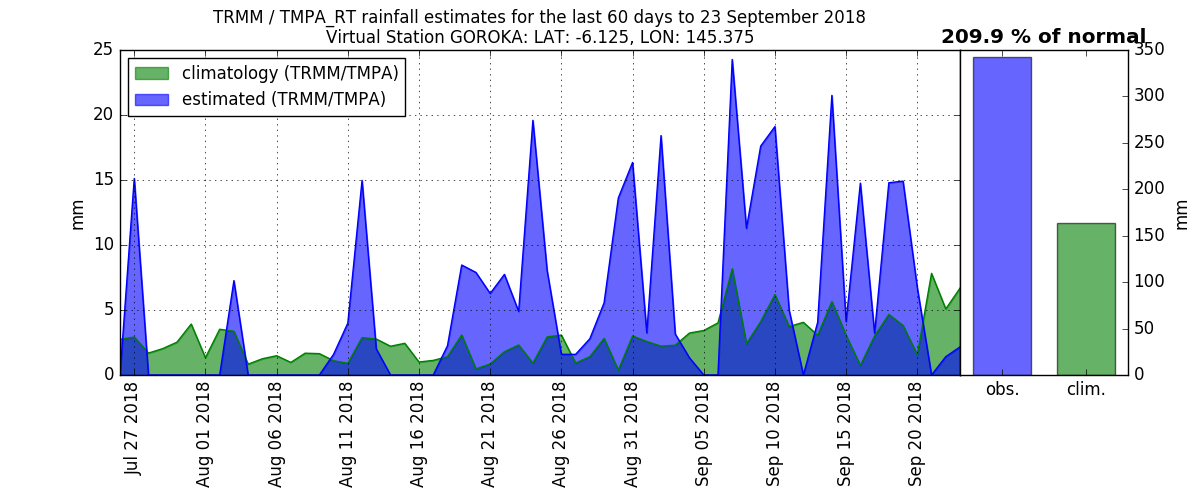 TRMM / TMPA_RT rainfall estimates for the last 60 days to 23 September 2018
Virtual Station GOROKA: LAT: -6.125, LON: 145.375
209.9 % of normal
climatology (TRMM/TMPA)
estimated (TRMM/TMPA)
25
20
15
10
5
0
mm
Jul 27 2018
Aug 01 2018
Aug 06 2018
Aug 11 2018
Aug 16 2018
Aug 21 2018
Aug 26 2018
Aug 31 2018
Sep 05 2018
Sep 10 2018
Sep 15 2018
Sep 20 2018
350
300
250
200
150
100
50
0
mm
obs.
clim.